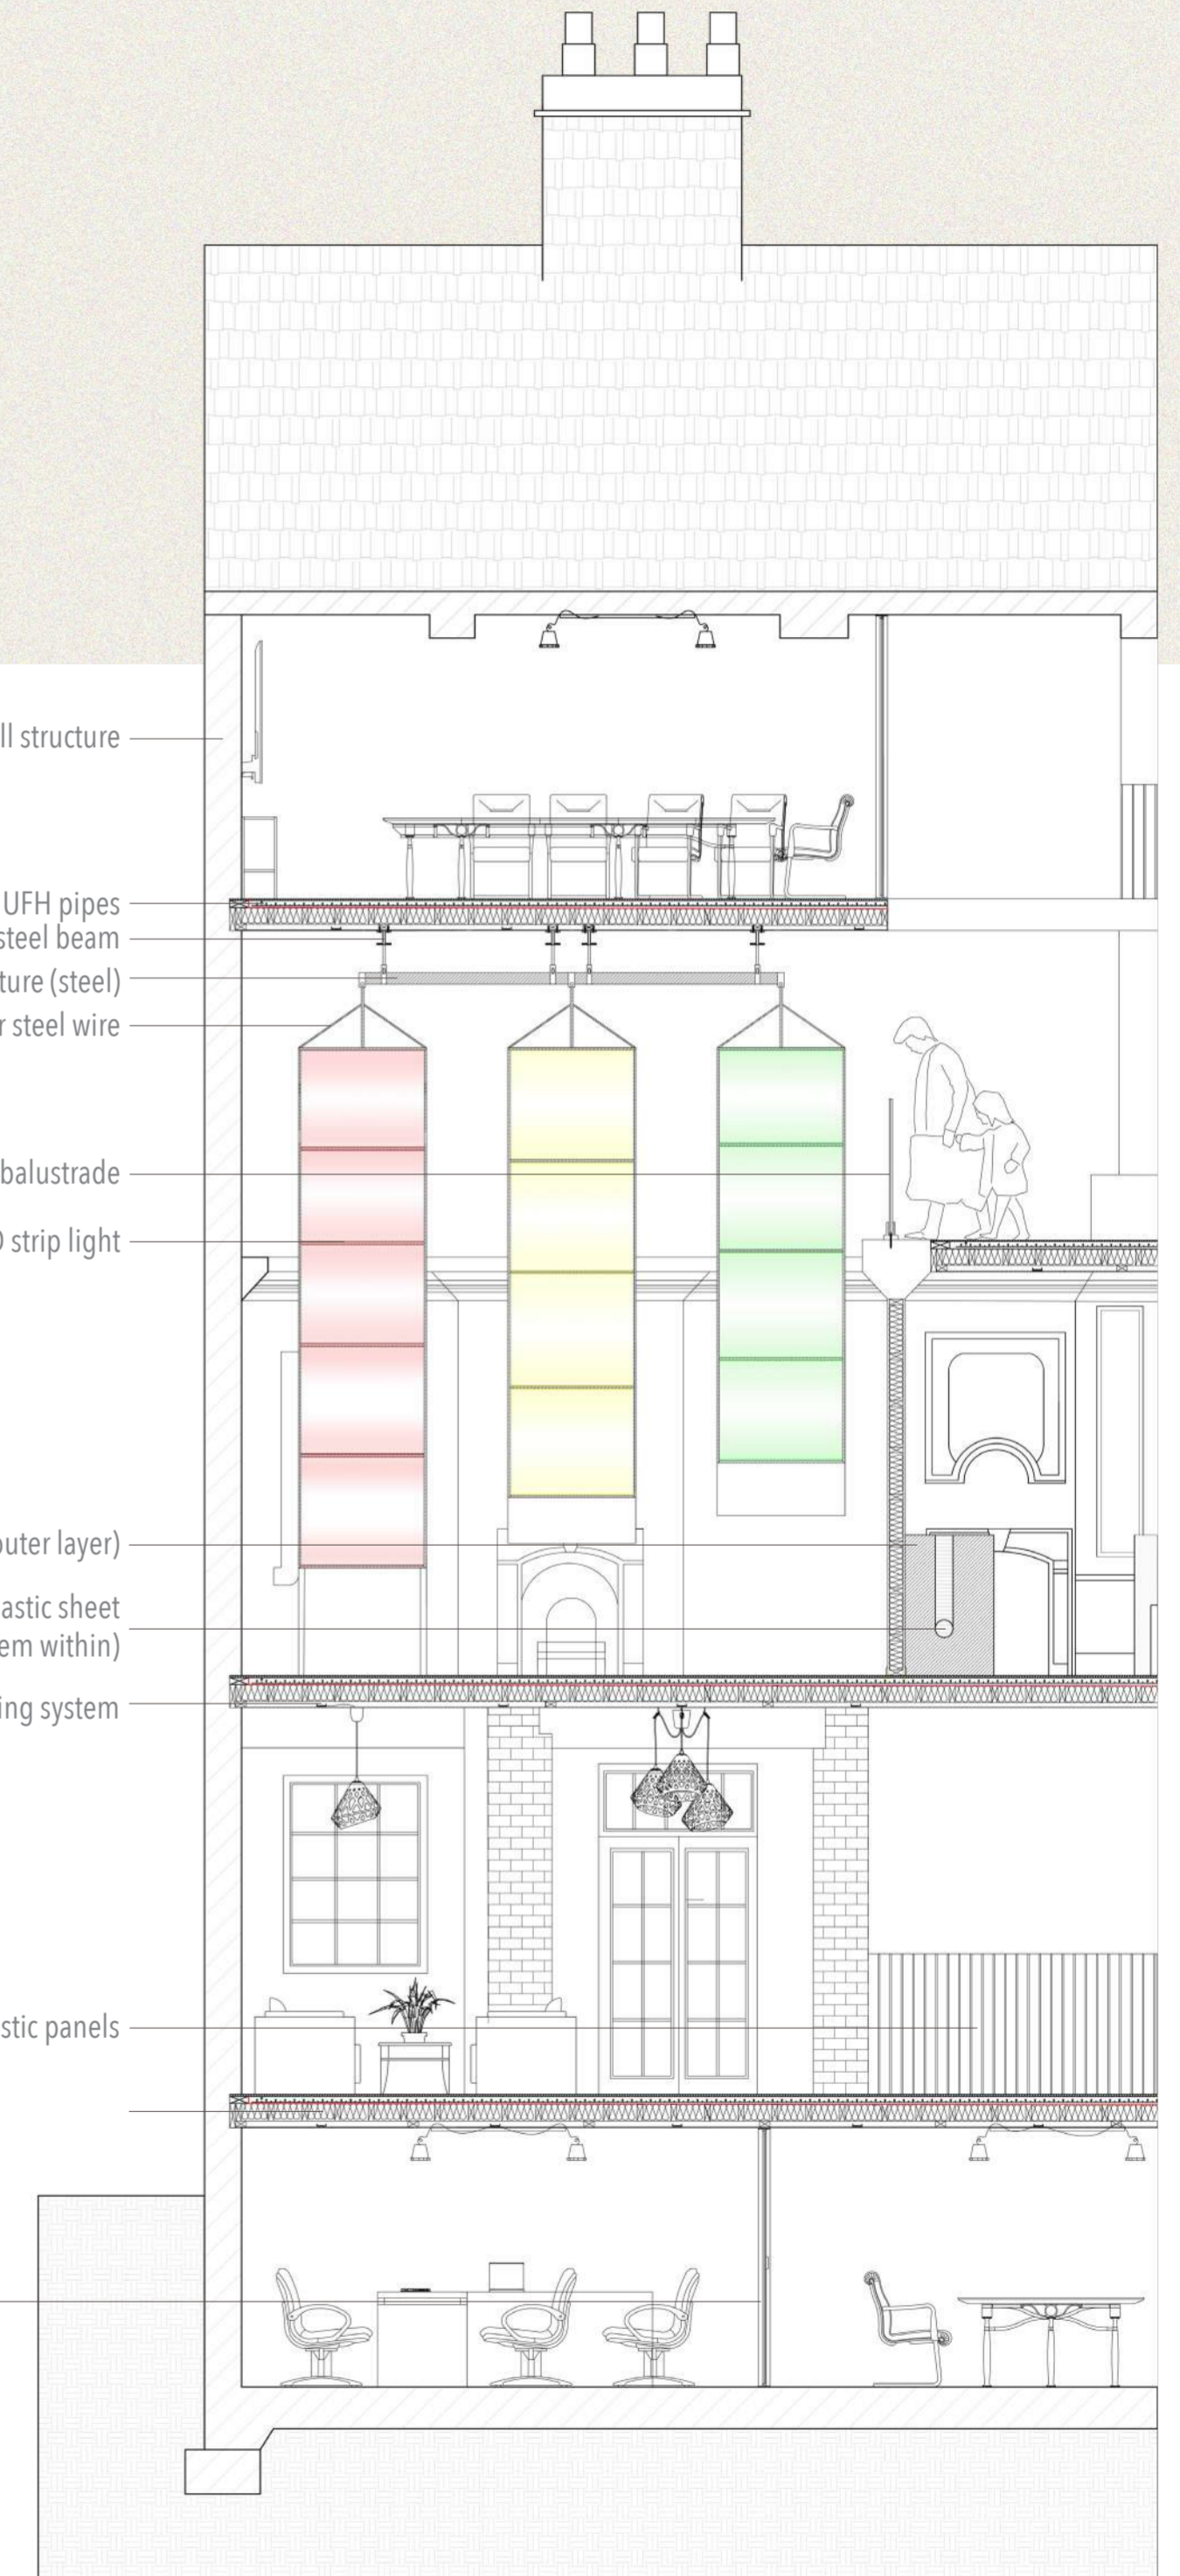 ll structure
UFH pipes
steel beam
ture (steel)
r steel wire
balustrade
strip light
outer layer)
astic sheet
em within)
ing system
stic panels